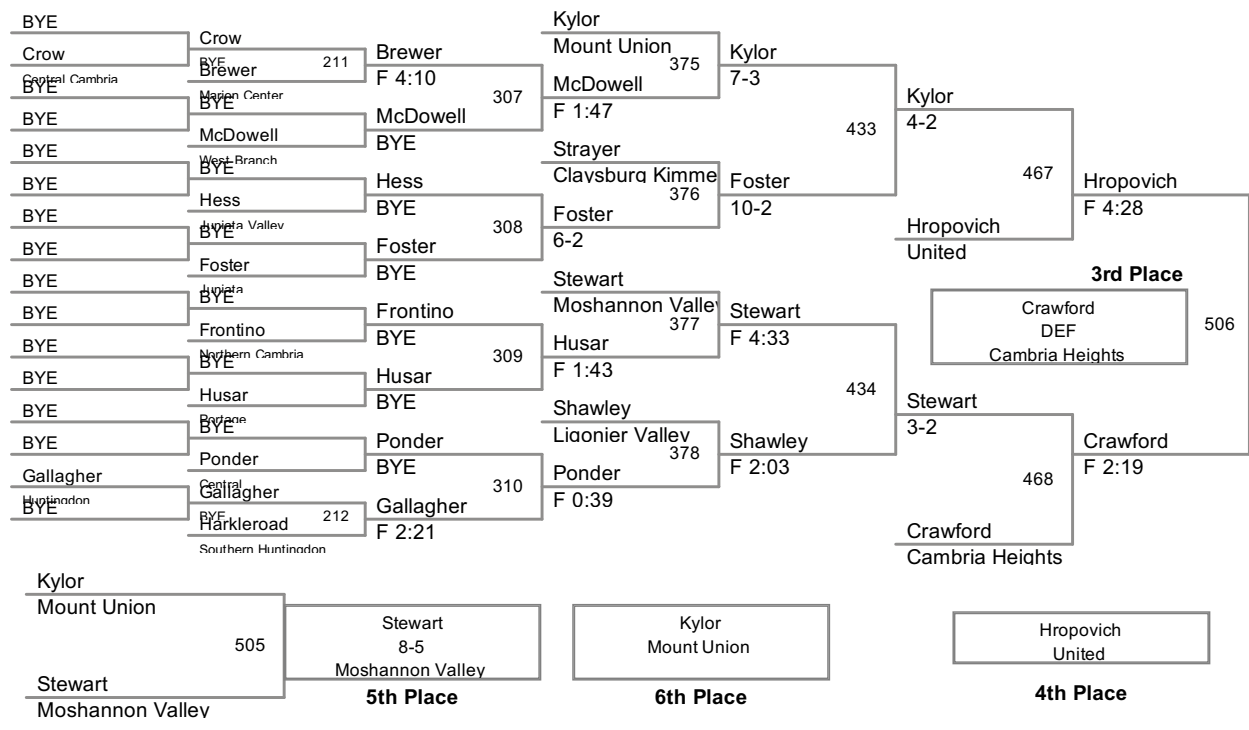 BYE
Crow
Central Cambria
BYE
BYE
BYE
BYE
BYE
BYE
BYE
BYE
BYE
BYE
BYE
BYE
Gallagher
Huntingdon
BYE
Crow
BYE
211
Brewer
Marion Center
BYE
McDowell
West Branch
BYE
Hess
Juniata Valley
BYE
Foster
Juniata
BYE
Frontino
Northern Cambria
BYE
Husar
Portage
BYE
Ponder
Central
Gallagher
BYE
212
Harkleroad
Southern Huntingdon
Brewer
F 4:10
307
McDowell
BYE
Hess
BYE
308
Foster
BYE
Frontino
BYE
309
Husar
BYE
Ponder
BYE
310
Gallagher
F 2:21
Kylor
Mount Union
375
McDowell
F 1:47
Strayer
Claysburg Kimme
376
Foster
6-2
Stewart
Moshannon Valley
377
Husar
F 1:43
Shawley
Ligonier Valley
378
Ponder
F 0:39
Kylor
7-3
433
Foster
10-2
Stewart
F 4:33
434
Shawley
F 2:03
Kylor
4-2
467
Hropovich
United
Stewart
3-2
468
Crawford
Cambria Heights
Hropovich
F 4:28
3rd Place
Crawford
DEF
Cambria Heights
506
Crawford
F 2:19
Kylor
Mount Union
505
Stewart
Moshannon Valley
Stewart
8-5
Moshannon Valley
5th Place
Kylor
Mount Union
6th Place
Hropovich
United
4th Place